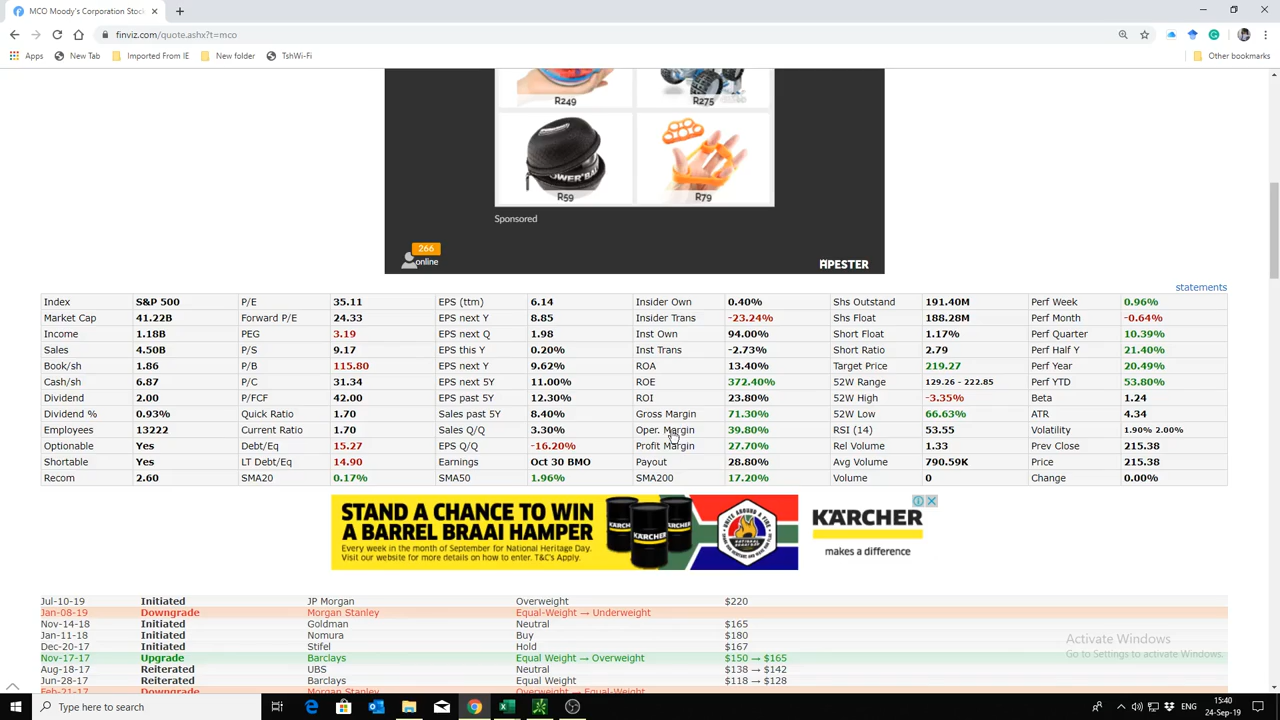 MCO Moody's Corporation Stock
finviz.com/quote.ashx?t=mco
Apps New Tab Imported From IE New folder TshWi-Fi Other bookmarks
R249 R275
POWER BALL
R59 R79
Sponsored
266
online
APESTER
statements
Index S&P 500 P/E 35.11 EPS (ttm) 6.14 Insider Own 0.40% Shs Outstand 191.40M Perf Week 0.96%
Market Cap 41.22B Forward P/E 24.33 EPS next Y 8.85 Insider Trans -23.24% Shs Float 188.28M Perf Month -0.64%
Income 1.18B PEG 3.19 EPS next Q 1.98 Inst Own 94.00% Short Float 1.17% Perf Quarter 10.39%
Sales 4.50B P/S 9.17 EPS this Y 0.20% Inst Trans -2.73% Short Ratio 2.79 Perf Half Y 21.40%
Book/sh 1.86 P/B 115.80 EPS next Y 9.62% ROA 13.40% Target Price 219.27 Perf Year 20.49%
Cash/sh 6.87 P/C 31.34 EPS next 5Y 11.00% ROE 372.40% 52W Range 129.26 - 222.85 Perf YTD 53.80%
Dividend 2.00 P/FCF 42.00 EPS past 5Y 12.30% ROI 23.80% 52W High -3.35% Beta 1.24
Dividend % 0.93% Quick Ratio 1.70 Sales past 5Y 8.40% Gross Margin 71.30% 52W Low 66.63% ATR 4.34
Employees 13222 Current Ratio 1.70 Sales Q/Q 3.30% Oper. Margin 39.80% RSI (14) 53.55 Volatility 1.90% 2.00%
Optionable Yes Debt/Eq 15.27 EPS Q/Q -16.20% Profit Margin 27.70% Rel Volume 1.33 Prev Close 215.38
Shortable Yes LT Debt/Eq 14.90 Earnings Oct 30 BMO Payout 28.80% Avg Volume 790.59K Price 215.38
Recom 2.60 SMA20 0.17% SMA50 1.96% SMA200 17.20% Volume 0 Change 0.00%
STAND A CHANCE TO WIN
A BARREL BRAAI HAMPER
Every week in the month of September for National Heritage Day.
Visit our website for more details on how to enter. T&C's Apply.
KÄRCHER
makes a difference
Jul-10-19 Initiated JP Morgan Overweight $220
Jan-08-19 Downgrade Morgan Stanley Equal-Weight → Underweight
Nov-14-18 Initiated Goldman Neutral $165
Jan-11-18 Initiated Nomura Buy $180
Dec-20-17 Initiated Stifel Hold $167
Nov-17-17 Upgrade Barclays Equal Weight → Overweight $150 → $165
Aug-18-17 Reiterated UBS Neutral $138 → $142
Jun-28-17 Reiterated Barclays Equal Weight $118 → $128
Feb-21-17 Downgrade Morgan Stanley Overweight → Equal-Weight
Activate Windows
Go to Settings to activate Windows.
Type here to search
ENG
15:40
24-Sep-19